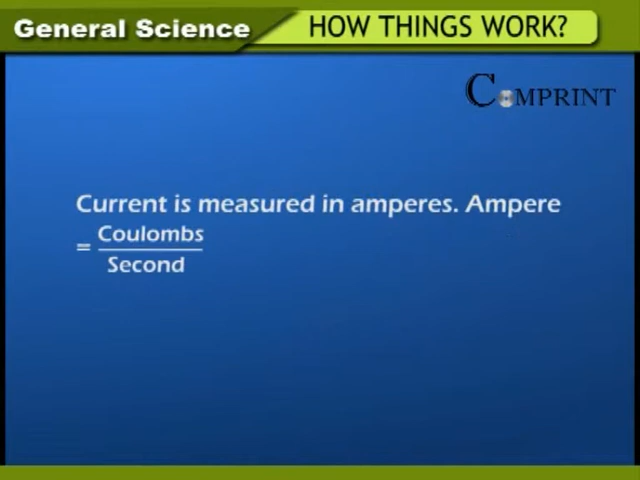 General Science
HOW THINGS WORK?
COMPRINT
Current is measured in amperes. Ampere
= Coulombs
Second